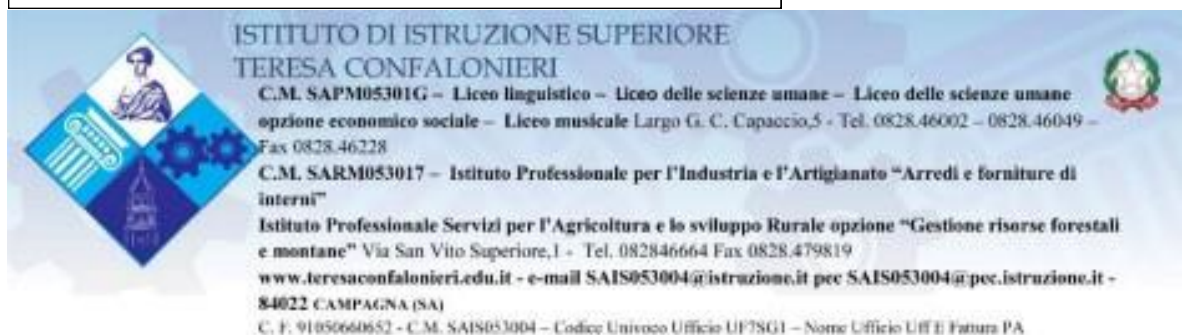 ISTITUTO DI ISTRUZIONE SUPERIORE
TERESA CONFALONIERI
C.M. SAPM05301G – Liceo linguistico – Liceo delle scienze umane – Liceo delle scienze umane
opzione economico sociale – Liceo musicale Largo G. C. Capaccio,5 - Tel. 0828.46002 – 0828.46049 –
Fax 0828.46228
C.M. SARM053017 – Istituto Professionale per l'Industria e l'Artigianato "Arredi e forniture di
interni"
Istituto Professionale Servizi per l'Agricoltura e lo sviluppo Rurale opzione "Gestione risorse forestali
e montane" Via San Vito Superiore,1 - Tel. 082846664 Fax 0828.479819
www.teresaconfalonieri.edu.it - e-mail SAIS053004@istruzione.it pec SAIS053004@pec.istruzione.it -
84022 CAMPAGNA (SA)
C. F. 91050660652 - C.M. SAIS053004 – Codice Univoco Ufficio UF7SG1 – Nome Ufficio Uff E Fattura PA